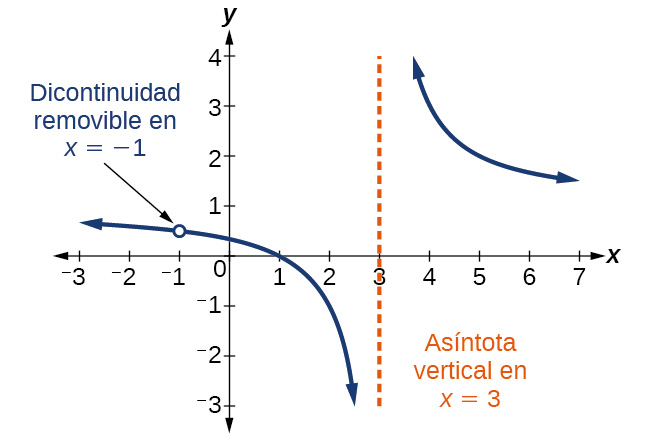 y
4
3
2
1
0
−1
−2
−3
Dicontinuidad
removible en
x = −1
−3 −2 −1 1 2 3 4 5 6 7
x
Asíntota
vertical en
x = 3